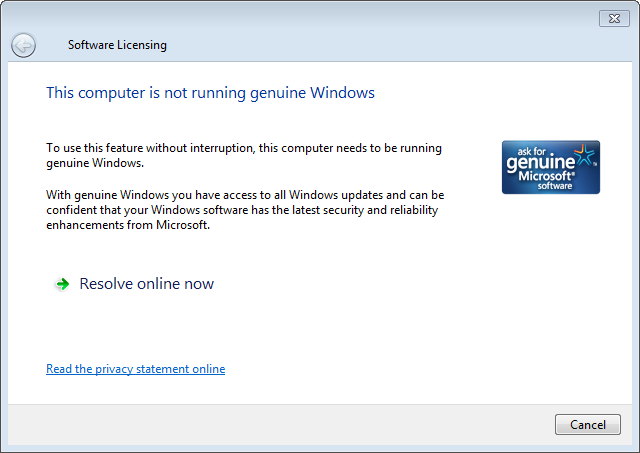 Software Licensing
This computer is not running genuine Windows
To use this feature without interruption, this computer needs to be running
genuine Windows.
With genuine Windows you have access to all Windows updates and can be
confident that your Windows software has the latest security and reliability
enhancements from Microsoft.
ask for
genuine™
Microsoft®
software
Resolve online now
Read the privacy statement online
Cancel